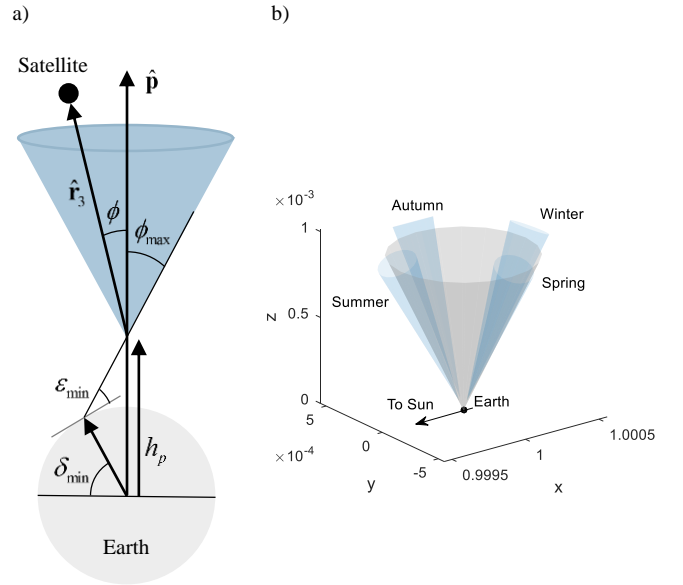 a)
b)
Satellite
p̂
r̂₃
ϕ
ϕmax
εmin
δmin
hp
Earth
×10⁻³
1
0.5
0
z
Autumn
Winter
Summer
Spring
To Sun
Earth
5
0
-5
×10⁻⁴
y
0.9995
1
1.0005
x